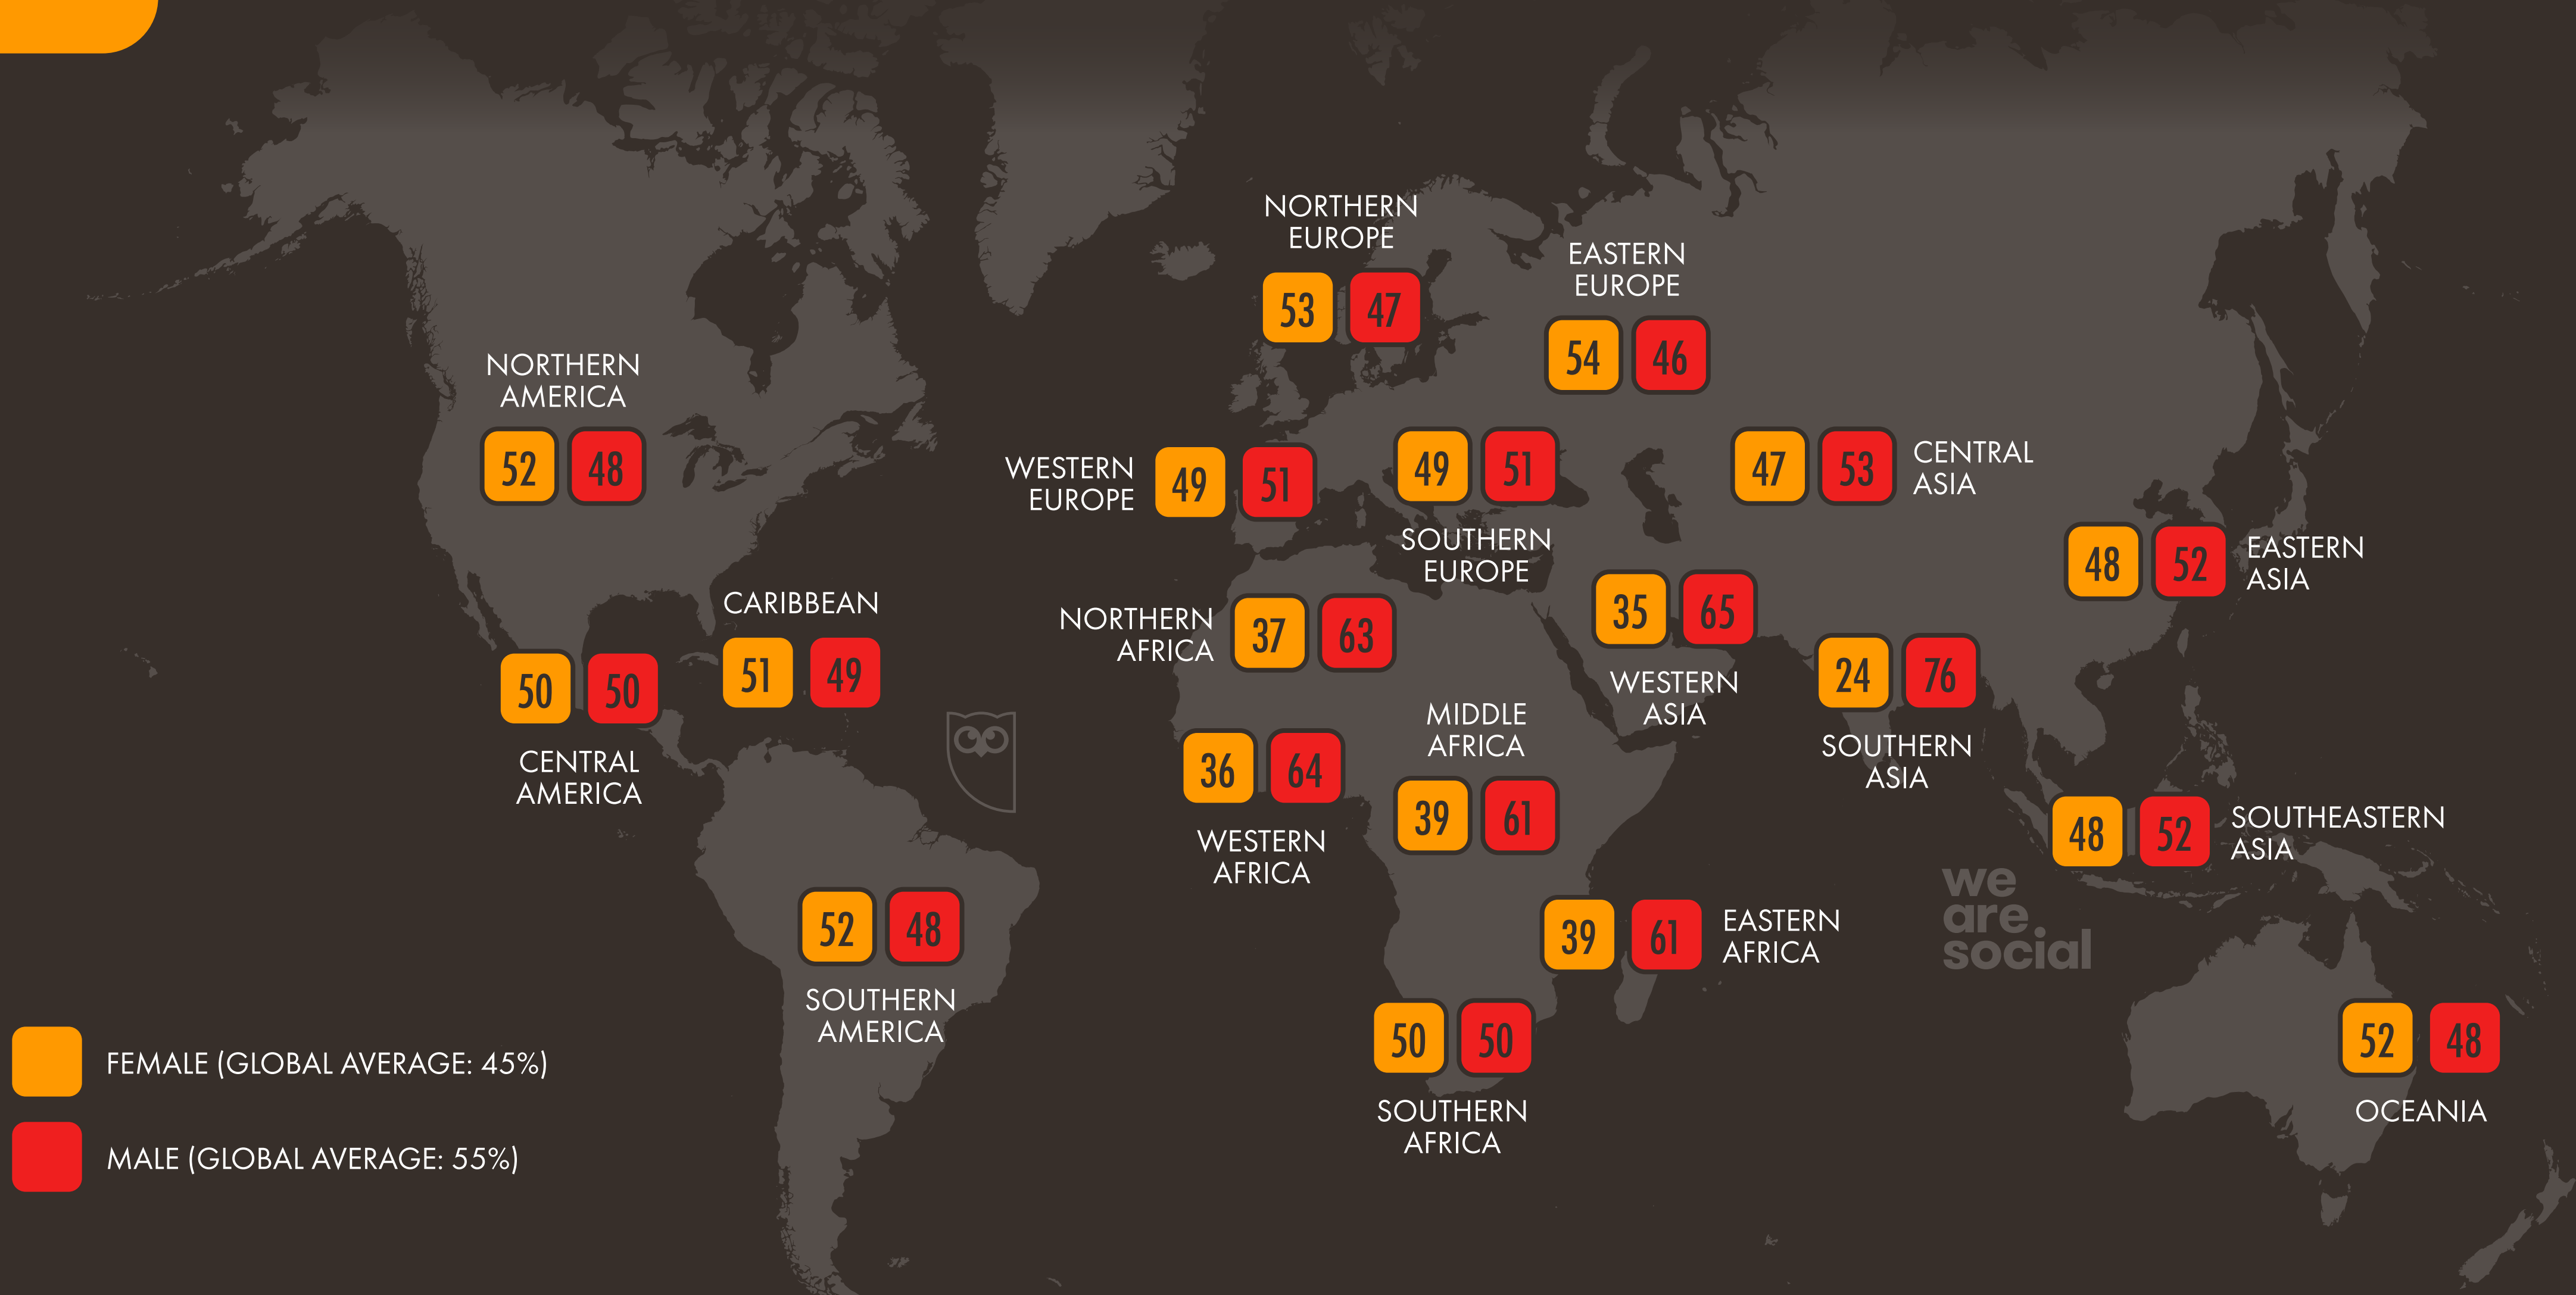 NORTHERN
EUROPE
53 47
EASTERN
EUROPE
54 46
NORTHERN
AMERICA
52 48
WESTERN
EUROPE
49 51
49 51
SOUTHERN
EUROPE
47 53
CENTRAL
ASIA
48 52
EASTERN
ASIA
CARIBBEAN
51 49
50 50
CENTRAL
AMERICA
NORTHERN
AFRICA
37 63
35 65
WESTERN
ASIA
24 76
SOUTHERN
ASIA
36 64
WESTERN
AFRICA
MIDDLE
AFRICA
39 61
48 52
SOUTHEASTERN
ASIA
we
are
social
52 48
SOUTHERN
AMERICA
39 61
EASTERN
AFRICA
50 50
SOUTHERN
AFRICA
52 48
OCEANIA
FEMALE (GLOBAL AVERAGE: 45%)
MALE (GLOBAL AVERAGE: 55%)